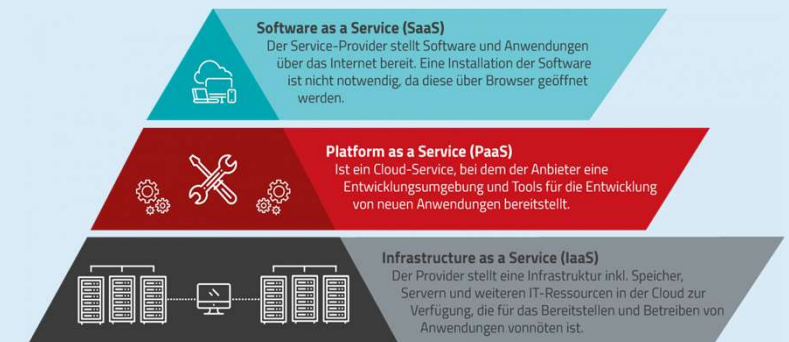 Software as a Service (SaaS)
Der Service-Provider stellt Software und Anwendungen
über das Internet bereit. Eine Installation der Software
ist nicht notwendig, da diese über Browser geöffnet
werden.
Platform as a Service (PaaS)
Ist ein Cloud-Service, bei dem der Anbieter eine
Entwicklungsumgebung und Tools für die Entwicklung
von neuen Anwendungen bereitstellt.
Infrastructure as a Service (IaaS)
Der Provider stellt eine Infrastruktur inkl. Speicher,
Servern und weiteren IT-Ressourcen in der Cloud zur
Verfügung, die für das Bereitstellen und Betreiben von
Anwendungen vonnöten ist.